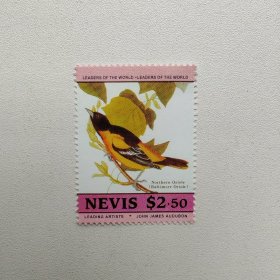 LEADERS OF THE WORLD • LEADERS OF THE WORLD
Northern Oriole
(Baltimore Oriole)
NEVIS $2.50
LEADING ARTISTS * JOHN JAMES AUDUBON